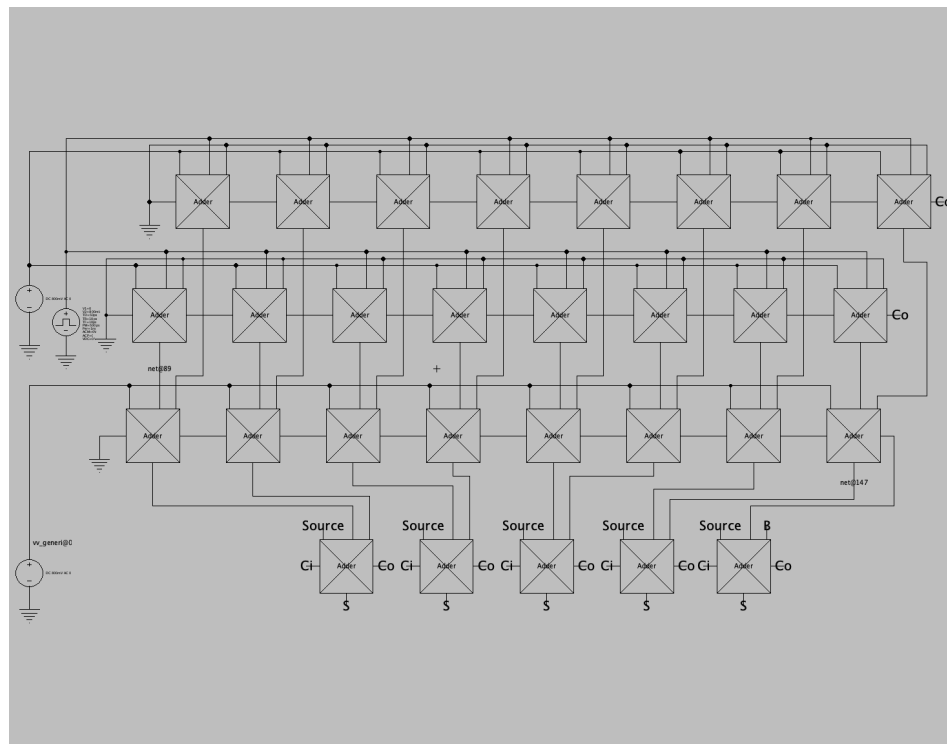 Adder Adder Adder Adder Adder Adder Adder Adder Co
Adder Adder Adder Adder Adder Adder Adder Adder Co
net@89
Adder Adder Adder Adder Adder Adder Adder Adder
net@147
Source Source Source Source Source B
vv_generi@0
Ci Adder Co Ci Adder Co Ci Adder Co Ci Adder Co Ci Adder Co
S S S S S